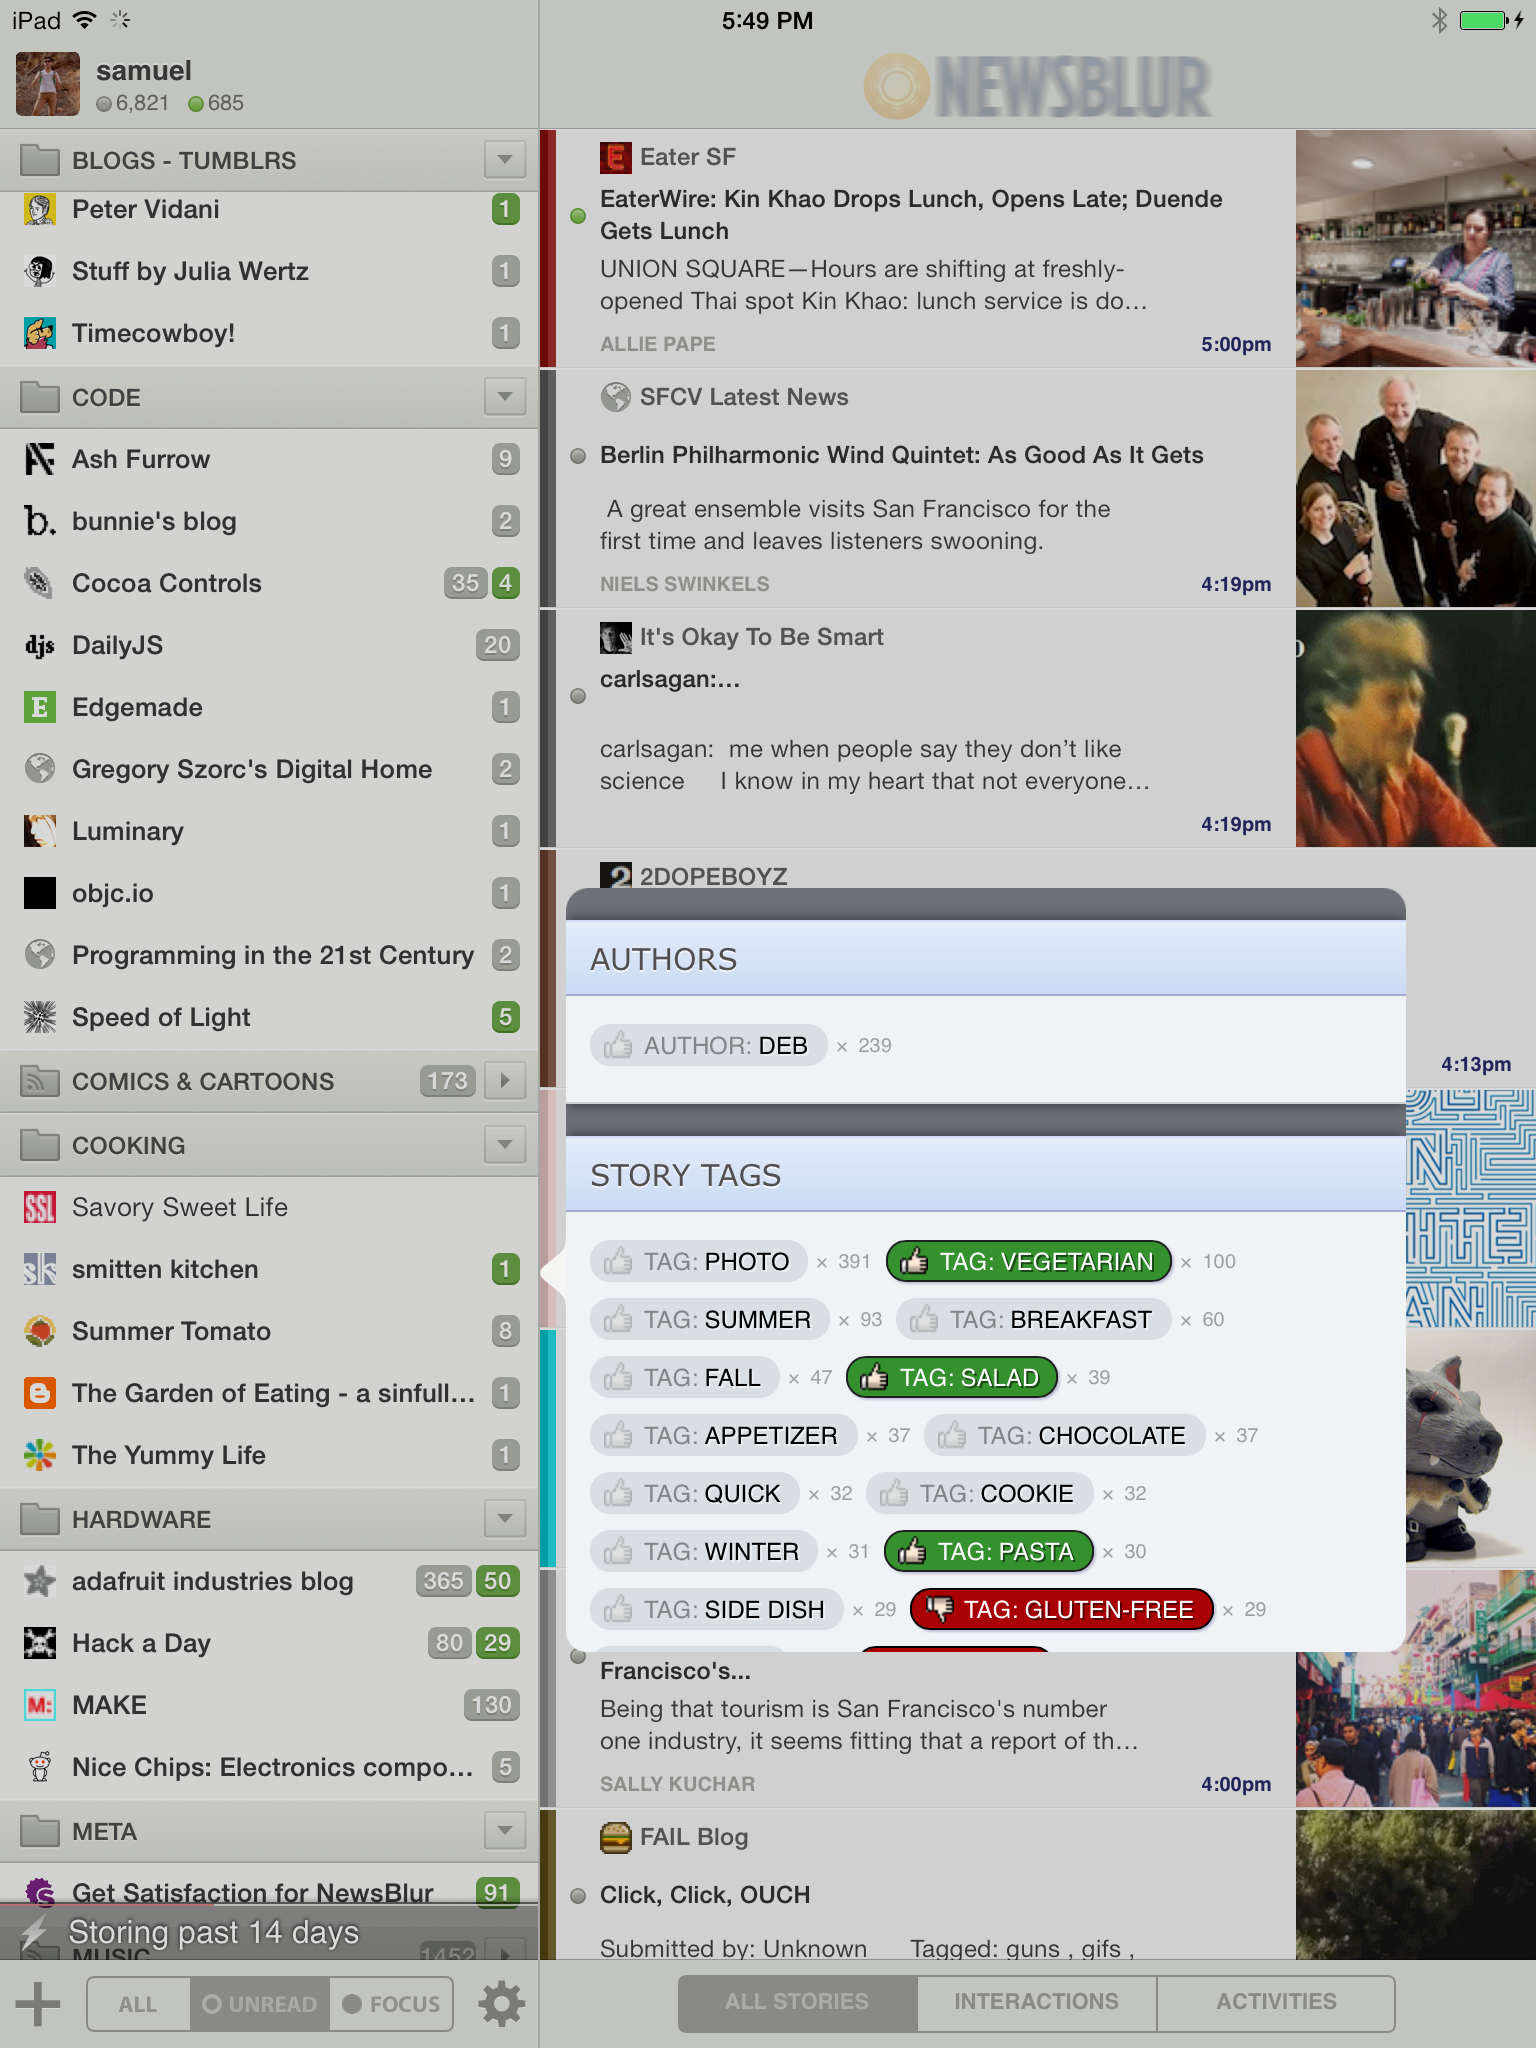 iPad
5:49 PM
samuel
6,821 685
BLOGS - TUMBLRS
Peter Vidani 1
Stuff by Julia Wertz 1
Timecowboy! 1
CODE
Ash Furrow 9
bunnie's blog 2
Cocoa Controls 35 4
djs DailyJS 20
E Edgemade 1
Gregory Szorc's Digital Home 2
Luminary 1
objc.io 1
Programming in the 21st Century 2
Speed of Light 5
COMICS & CARTOONS 173
COOKING
SSL Savory Sweet Life
sk smitten kitchen 1
Summer Tomato 8
The Garden of Eating - a sinfull... 1
The Yummy Life 1
HARDWARE
adafruit industries blog 365 50
Hack a Day 80 29
M: MAKE 130
Nice Chips: Electronics compo... 5
META
Get Satisfaction for NewsBlur 91
Storing past 14 days
MUSIC 1452
ALL UNREAD FOCUS
NEWSBLUR
E Eater SF
EaterWire: Kin Khao Drops Lunch, Opens Late; Duende
Gets Lunch
UNION SQUARE—Hours are shifting at freshly-
opened Thai spot Kin Khao: lunch service is do...
ALLIE PAPE 5:00pm
SFCV Latest News
Berlin Philharmonic Wind Quintet: As Good As It Gets
A great ensemble visits San Francisco for the
first time and leaves listeners swooning.
NIELS SWINKELS 4:19pm
It's Okay To Be Smart
carlsagan:...
carlsagan: me when people say they don’t like
science I know in my heart that not everyone...
4:19pm
2 2DOPEBOYZ
4:13pm
AUTHORS
AUTHOR: DEB × 239
STORY TAGS
TAG: PHOTO × 391 TAG: VEGETARIAN × 100
TAG: SUMMER × 93 TAG: BREAKFAST × 60
TAG: FALL × 47 TAG: SALAD × 39
TAG: APPETIZER × 37 TAG: CHOCOLATE × 37
TAG: QUICK × 32 TAG: COOKIE × 32
TAG: WINTER × 31 TAG: PASTA × 30
TAG: SIDE DISH × 29 TAG: GLUTEN-FREE × 29
Francisco's...
Being that tourism is San Francisco's number
one industry, it seems fitting that a report of th...
SALLY KUCHAR 4:00pm
FAIL Blog
Click, Click, OUCH
Submitted by: Unknown Tagged: guns , gifs ,
ALL STORIES INTERACTIONS ACTIVITIES